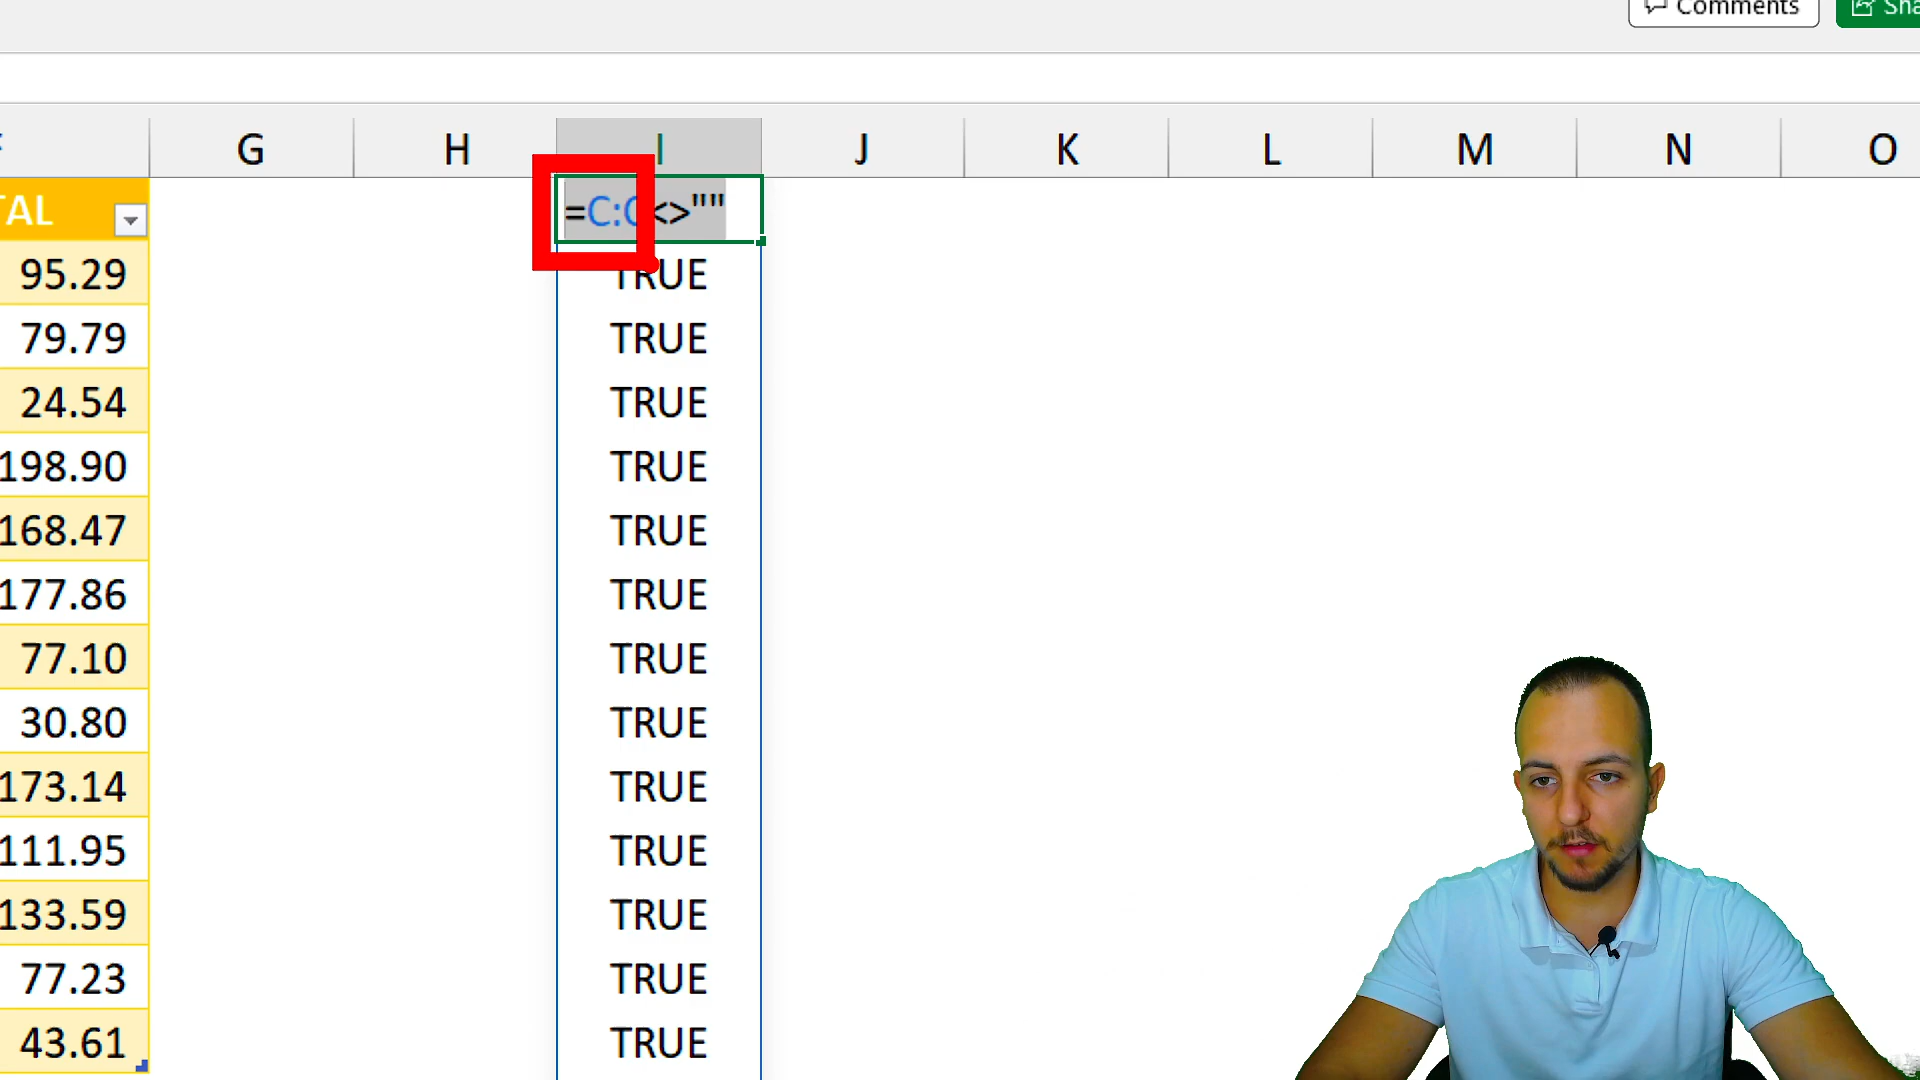 Comments
G H I J K L M N O
=C:C<>""
95.29 TRUE
79.79 TRUE
24.54 TRUE
198.90 TRUE
168.47 TRUE
177.86 TRUE
77.10 TRUE
30.80 TRUE
173.14 TRUE
111.95 TRUE
133.59 TRUE
77.23 TRUE
43.61 TRUE